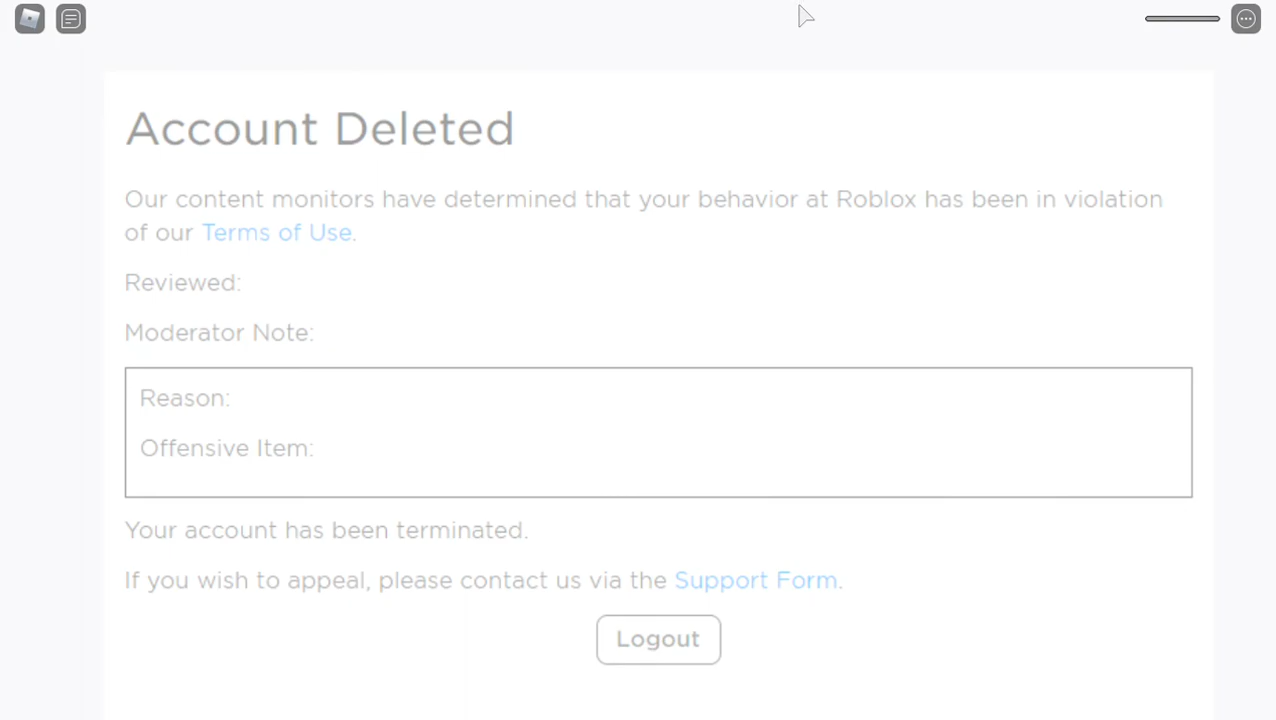 Account Deleted
Our content monitors have determined that your behavior at Roblox has been in violation
of our Terms of Use.
Reviewed:
Moderator Note:
Reason:
Offensive Item:
Your account has been terminated.
If you wish to appeal, please contact us via the Support Form.
Logout